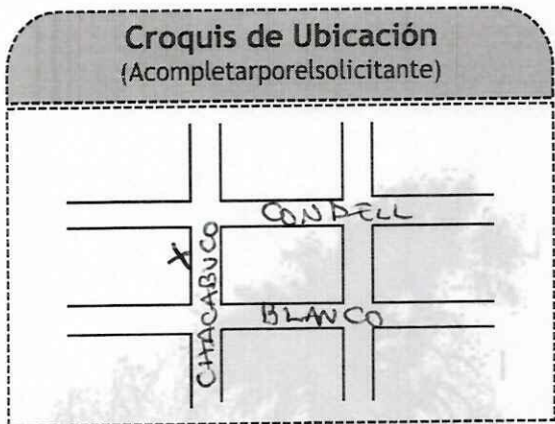 Croquis de Ubicación
(Acompletarporelsolicitante)
CONDELL
X
CHACABUCO
BLANCO